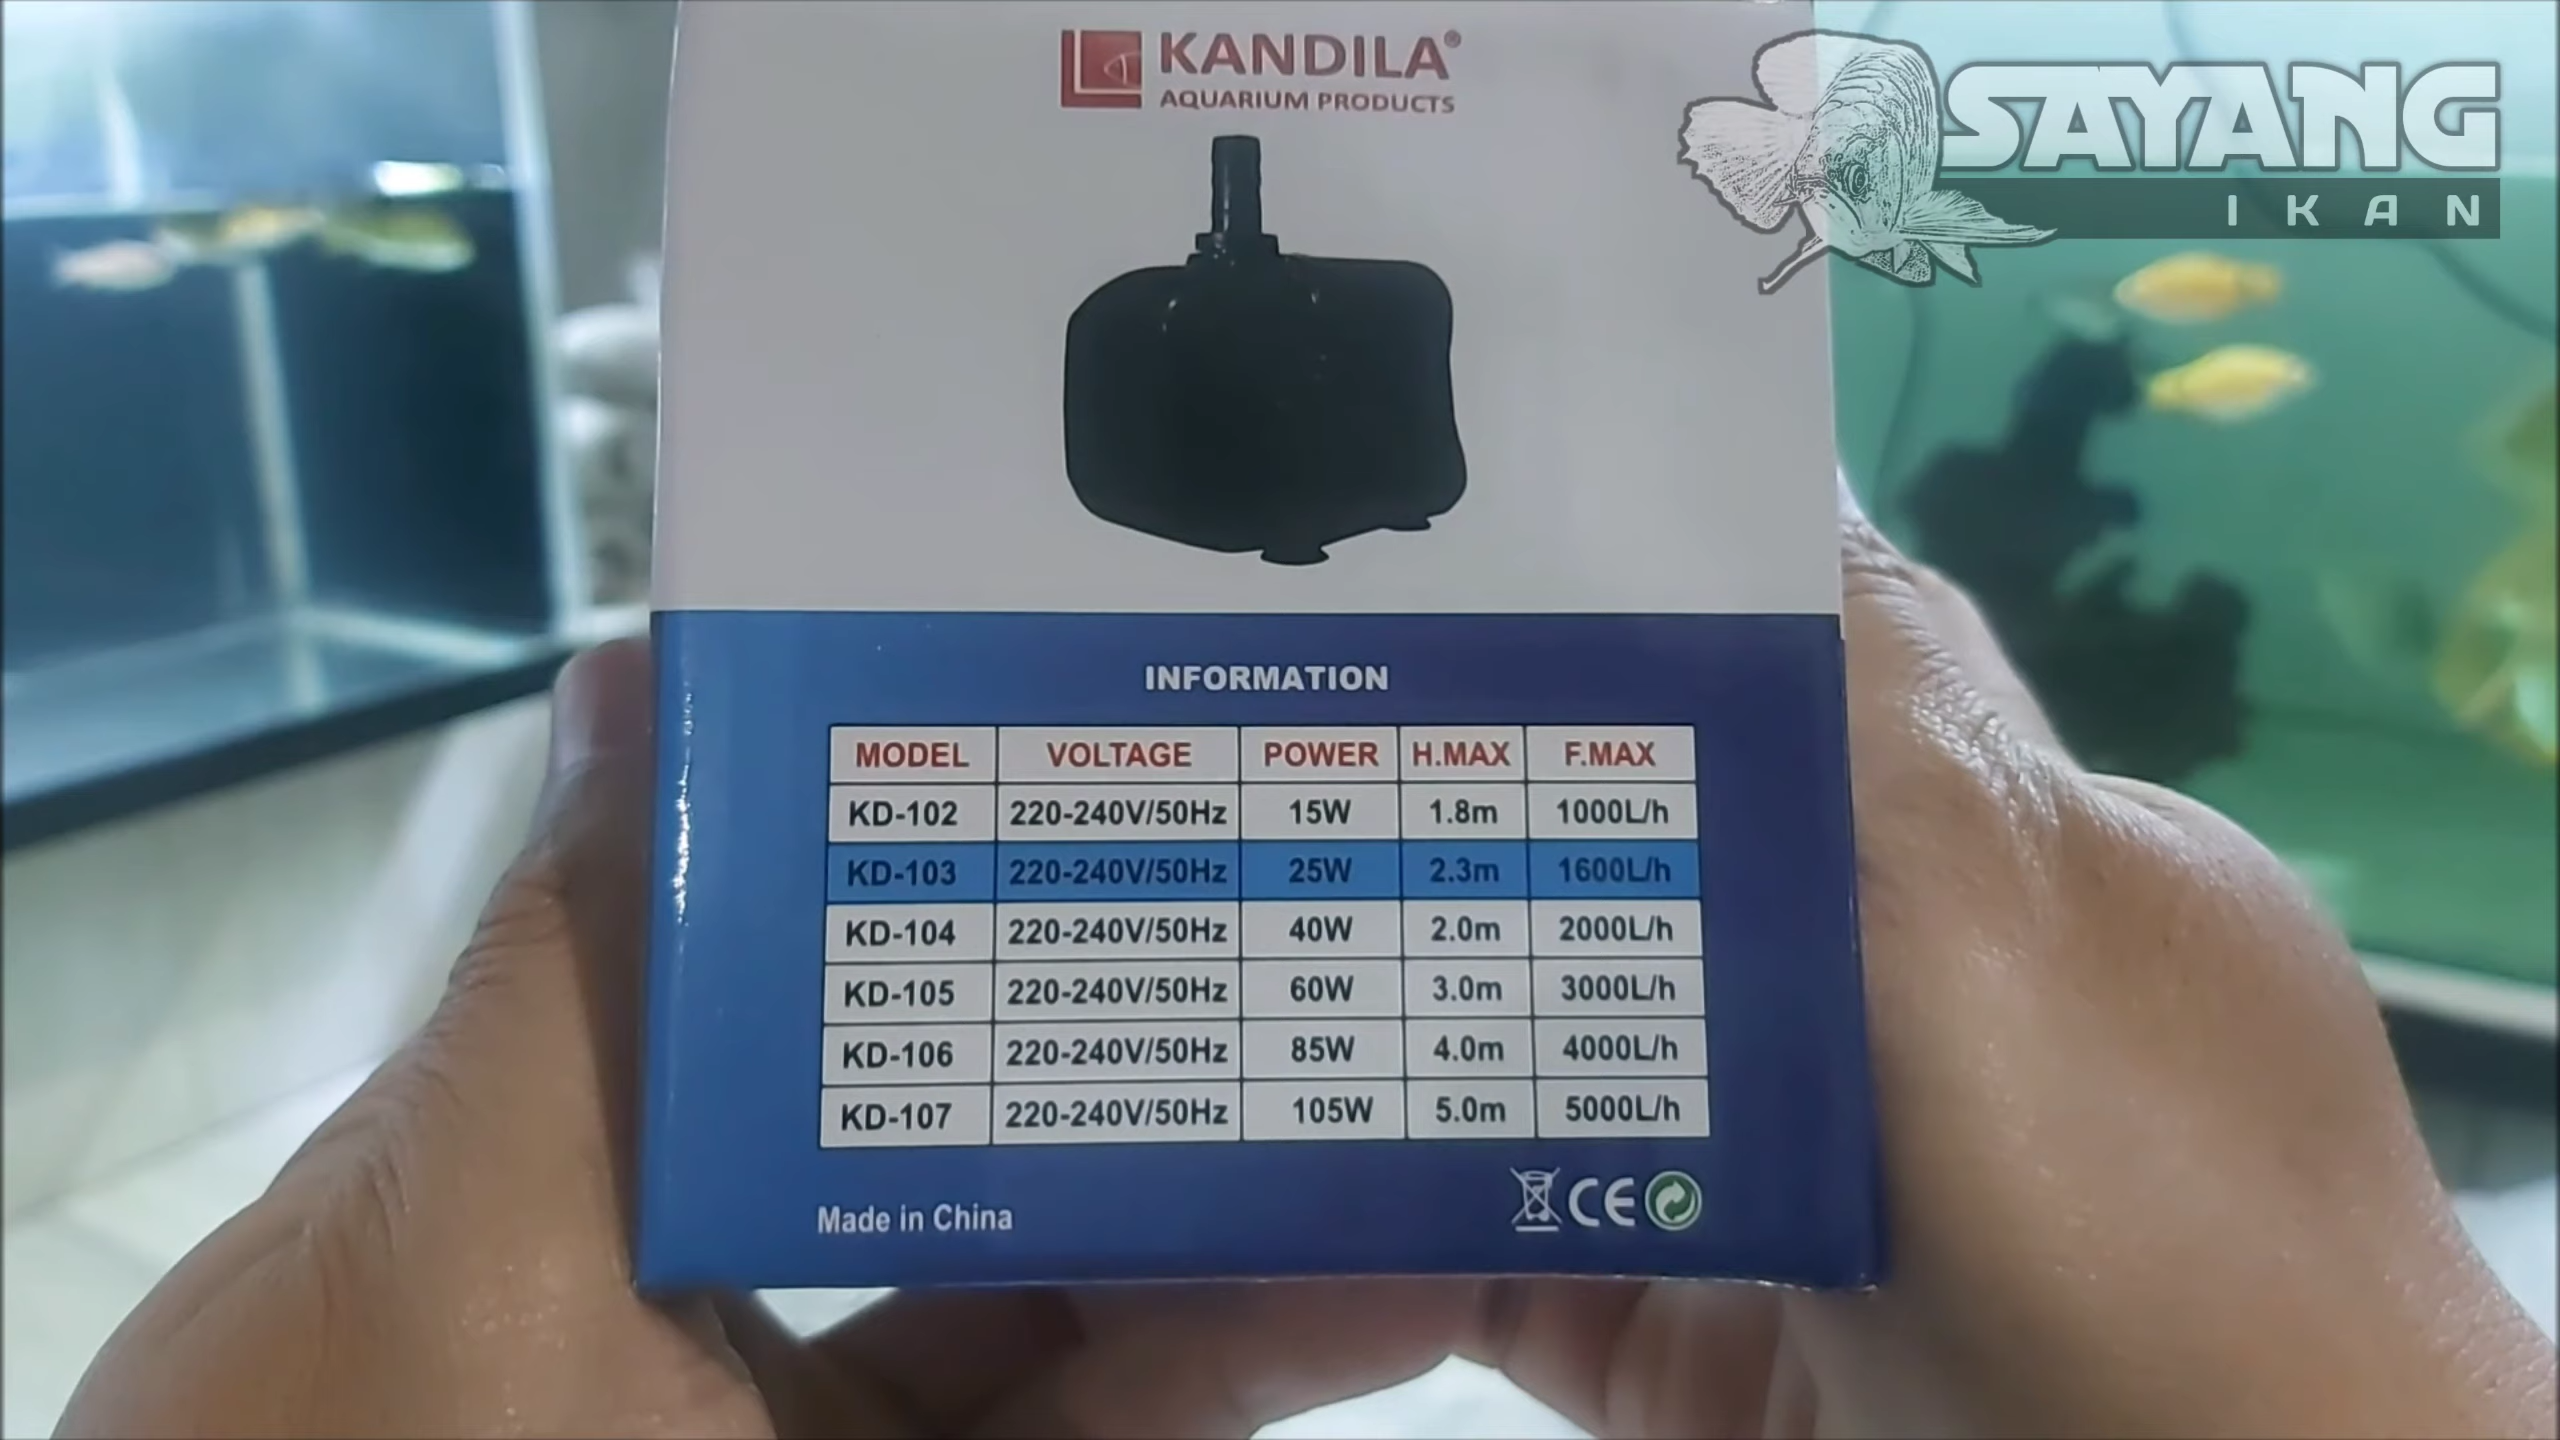 KANDILA®
AQUARIUM PRODUCTS
SAYANG
IKAN
INFORMATION
MODEL VOLTAGE POWER H.MAX F.MAX
KD-102 220-240V/50Hz 15W 1.8m 1000L/h
KD-103 220-240V/50Hz 25W 2.3m 1600L/h
KD-104 220-240V/50Hz 40W 2.0m 2000L/h
KD-105 220-240V/50Hz 60W 3.0m 3000L/h
KD-106 220-240V/50Hz 85W 4.0m 4000L/h
KD-107 220-240V/50Hz 105W 5.0m 5000L/h
Made in China
CE